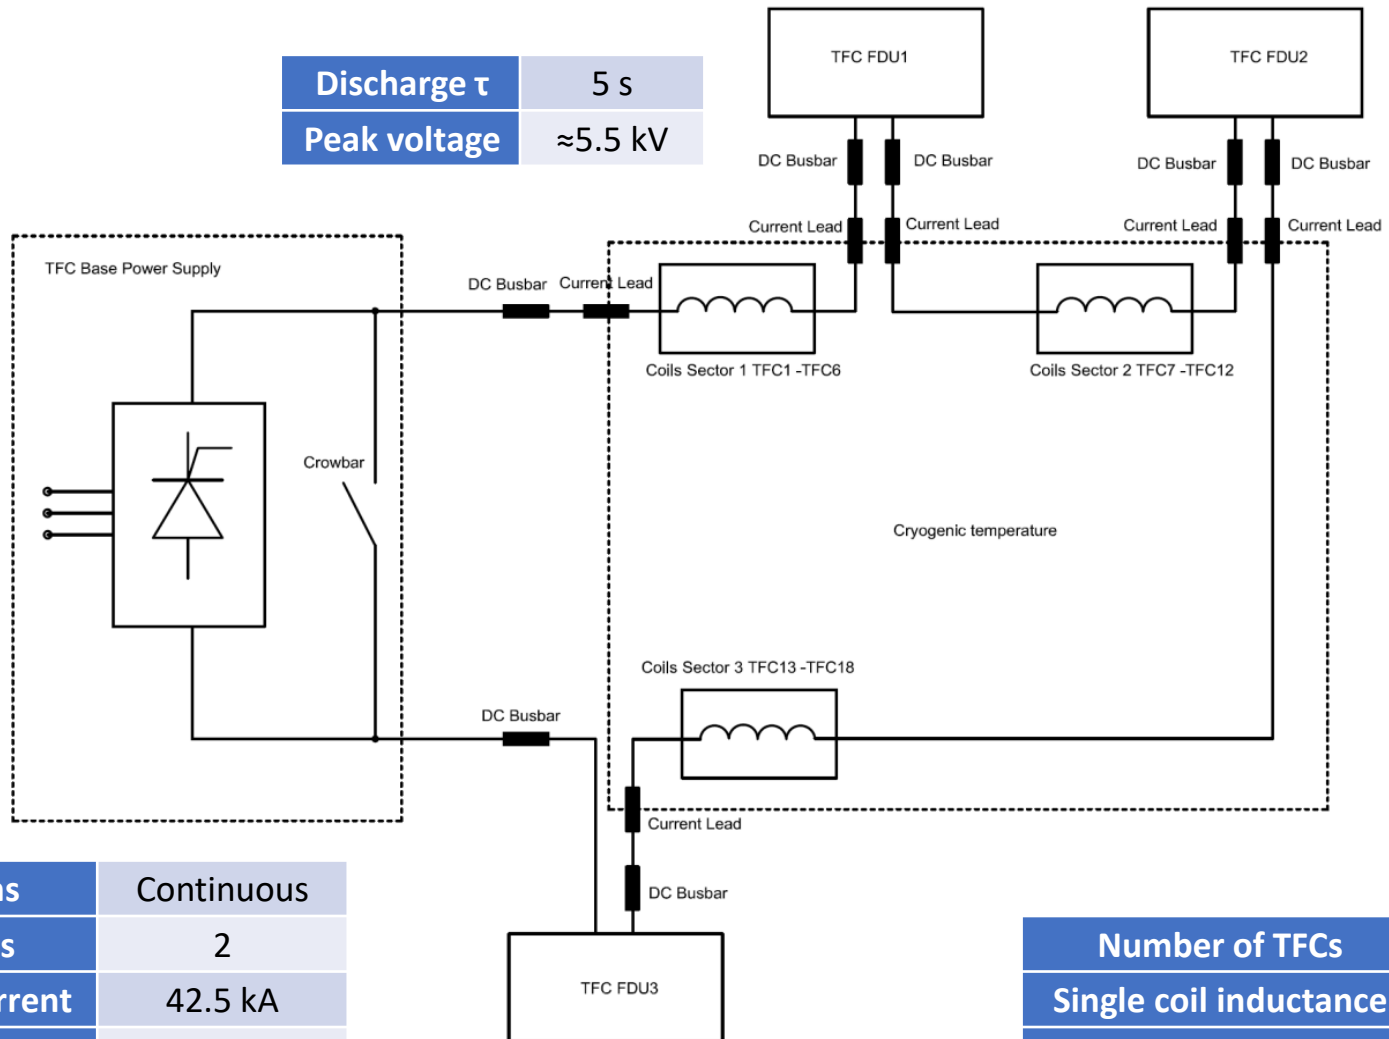 TFC FDU1
TFC FDU2
Discharge τ 5 s
Peak voltage ≈5.5 kV
DC Busbar
DC Busbar
DC Busbar
DC Busbar
Current Lead
Current Lead
Current Lead
Current Lead
TFC Base Power Supply
DC Busbar
Current Lead
Coils Sector 1 TFC1 -TFC6
Coils Sector 2 TFC7 -TFC12
Crowbar
Cryogenic temperature
Coils Sector 3 TFC13 -TFC18
DC Busbar
Current Lead
DC Busbar
TFC FDU3
Continuous
2
42.5 kA
Number of TFCs
Single coil inductance